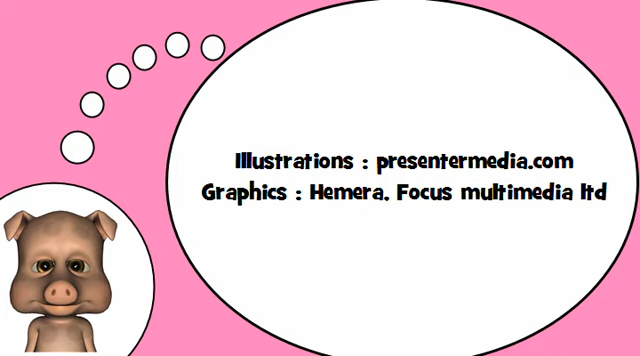 Illustrations : presentermedia.com
Graphics : Hemera. Focus multimedia ltd